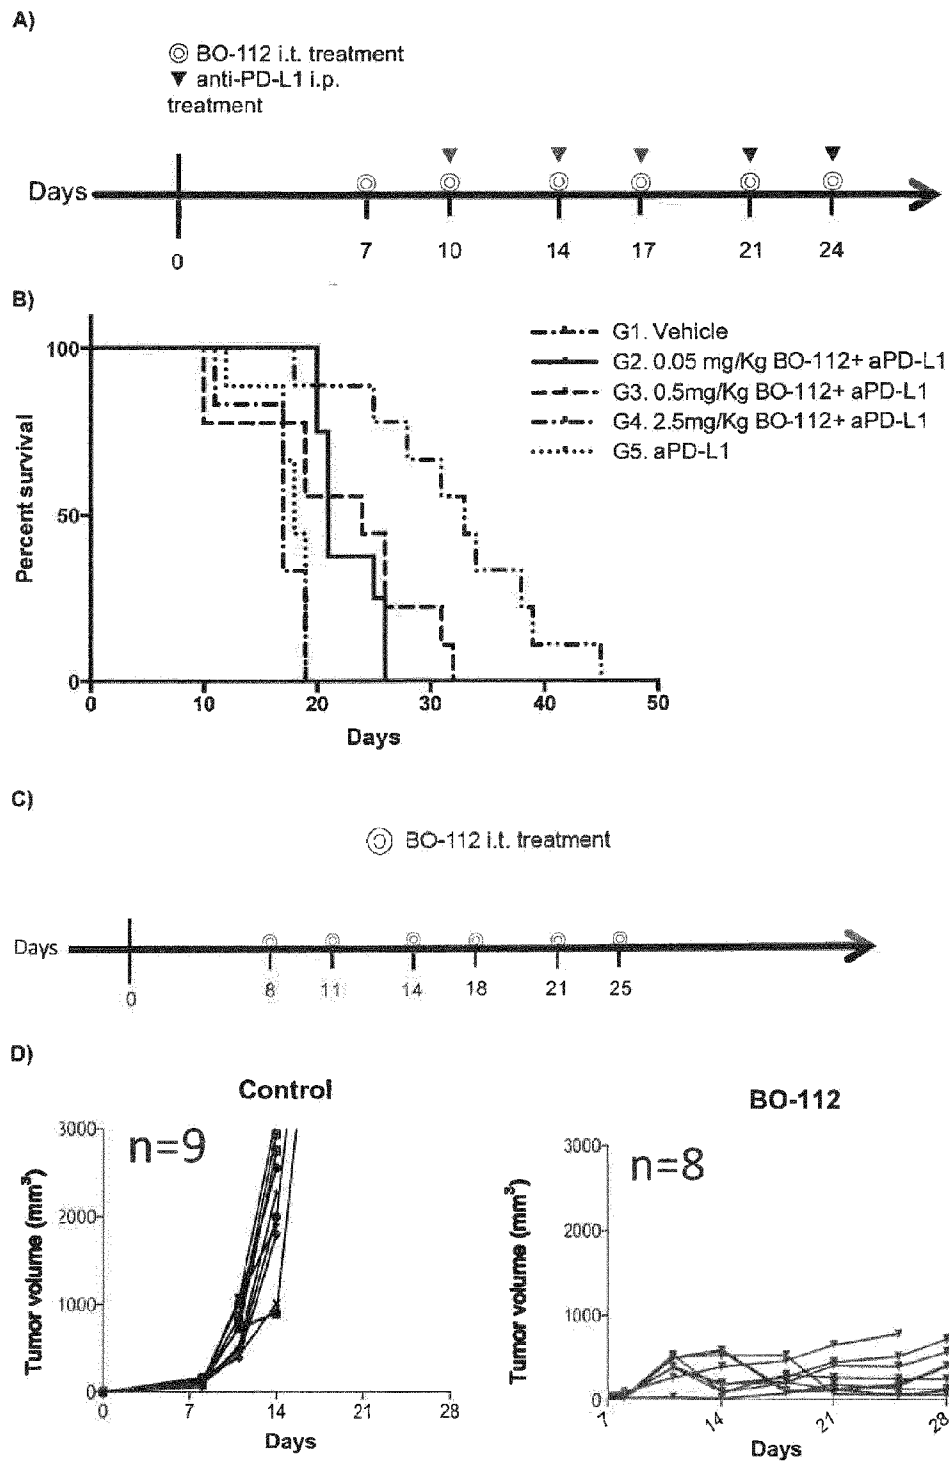 A)
BO-112 i.t. treatment
anti-PD-L1 i.p.
treatment
Days
0 7 10 14 17 21 24
B)
G1. Vehicle
G2. 0.05 mg/Kg BO-112+ aPD-L1
G3. 0.5mg/Kg BO-112+ aPD-L1
G4. 2.5mg/Kg BO-112+ aPD-L1
G5. aPD-L1
Percent survival
100
50
0
0 10 20 30 40 50
Days
C)
BO-112 i.t. treatment
Days
0 8 11 14 18 21 25
D)
Control
n=9
Tumor volume (mm³)
3000
2000
1000
0
0 7 14 21 28
Days
BO-112
n=8
Tumor volume (mm³)
3000
2000
1000
0
7 14 21 28
Days